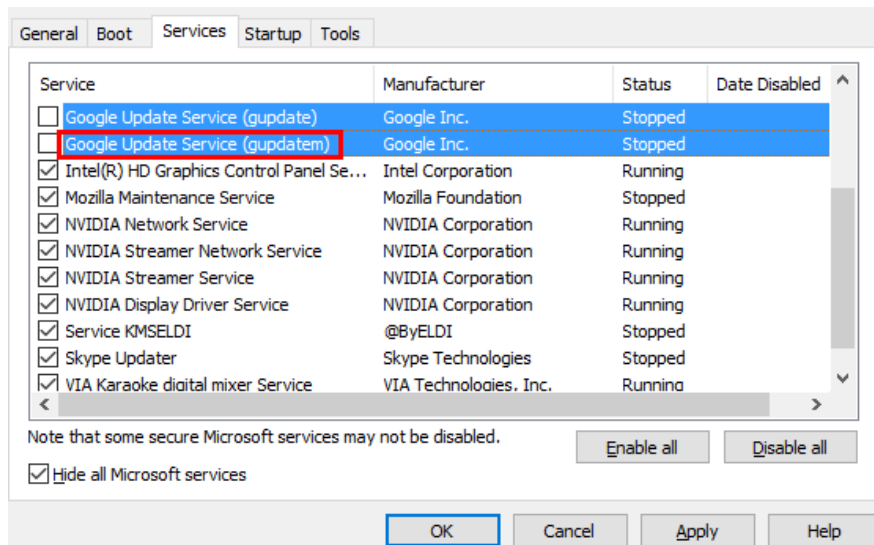 General Boot Services Startup Tools
Service Manufacturer Status Date Disabled
Google Update Service (gupdate) Google Inc. Stopped
Google Update Service (gupdatem) Google Inc. Stopped
Intel(R) HD Graphics Control Panel Se... Intel Corporation Running
Mozilla Maintenance Service Mozilla Foundation Stopped
NVIDIA Network Service NVIDIA Corporation Running
NVIDIA Streamer Network Service NVIDIA Corporation Running
NVIDIA Streamer Service NVIDIA Corporation Running
NVIDIA Display Driver Service NVIDIA Corporation Running
Service KMSELDI @ByELDI Stopped
Skype Updater Skype Technologies Stopped
VIA Karaoke digital mixer Service VIA Technologies, Inc. Running
Note that some secure Microsoft services may not be disabled.
Enable all Disable all
Hide all Microsoft services
OK Cancel Apply Help